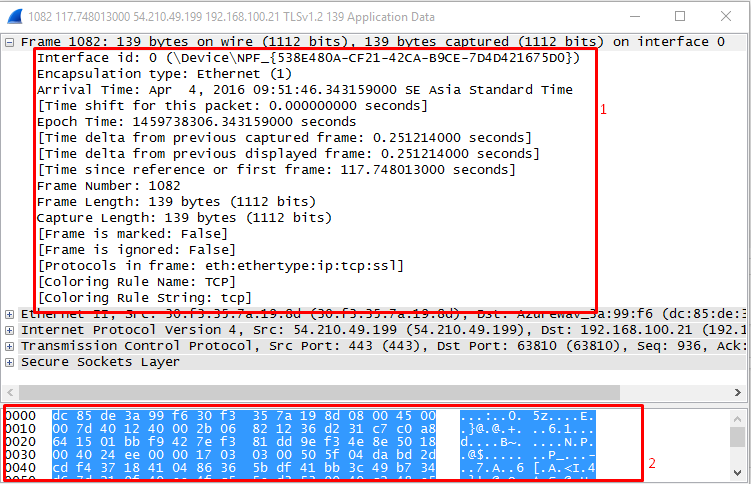 1082 117.748013000 54.210.49.199 192.168.100.21 TLSv1.2 139 Application Data
Frame 1082: 139 bytes on wire (1112 bits), 139 bytes captured (1112 bits) on interface 0
Interface id: 0 (\Device\NPF_{538E480A-CF21-42CA-B9CE-7D4D421675D0})
Encapsulation type: Ethernet (1)
Arrival Time: Apr  4, 2016 09:51:46.343159000 SE Asia Standard Time
[Time shift for this packet: 0.000000000 seconds]
1
Epoch Time: 1459738306.343159000 seconds
[Time delta from previous captured frame: 0.251214000 seconds]
[Time delta from previous displayed frame: 0.251214000 seconds]
[Time since reference or first frame: 117.748013000 seconds]
Frame Number: 1082
Frame Length: 139 bytes (1112 bits)
Capture Length: 139 bytes (1112 bits)
[Frame is marked: False]
[Frame is ignored: False]
[Protocols in frame: eth:ethertype:ip:tcp:ssl]
[Coloring Rule Name: TCP]
[Coloring Rule String: tcp]
Ethernet II, Src: 30:f3:35:7a:19:8d (30:f3:35:7a:19:8d), Dst: Azurewav_3a:99:f6 (dc:85:de:3
Internet Protocol Version 4, Src: 54.210.49.199 (54.210.49.199), Dst: 192.168.100.21 (192.1
Transmission Control Protocol, Src Port: 443 (443), Dst Port: 63810 (63810), Seq: 936, Ack:
Secure Sockets Layer
0000 dc 85 de 3a 99 f6 30 f3 35 7a 19 8d 08 00 45 00 ...:..0. 5z....E.
0010 00 7d 40 12 40 00 2b 06 82 12 36 d2 31 c7 c0 a8 .}@.@.+. ..6.1...
0020 64 15 01 bb f9 42 7e f3 81 dd 9e f3 4e 8e 50 18 d....B~. ....N.P.
0030 00 40 24 ee 00 00 17 03 03 00 50 5f 04 da bd 2d .@$..... ..P_...-
0040 cd f4 37 18 41 04 86 36 5b df 41 bb 3c 49 b7 34 ..7.A..6 [.A.<I.4
2